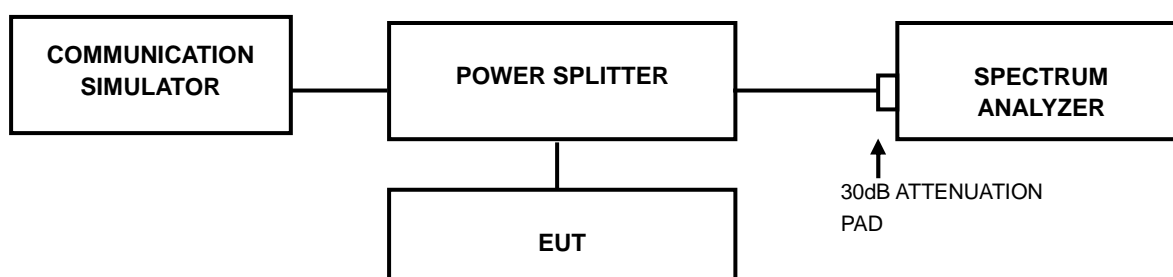 COMMUNICATION
SIMULATOR
POWER SPLITTER
SPECTRUM
ANALYZER
30dB ATTENUATION
PAD
EUT